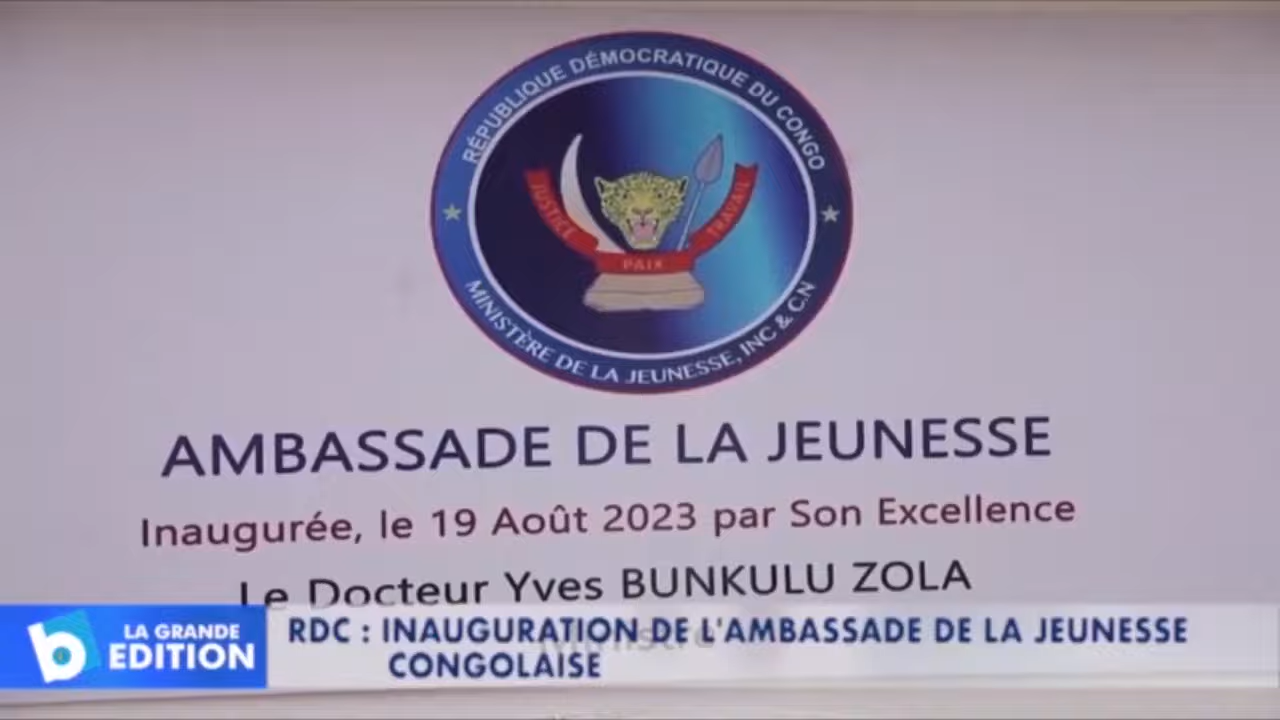 RÉPUBLIQUE DÉMOCRATIQUE DU CONGO
JUSTICE
PAIX
TRAVAIL
MINISTÈRE DE LA JEUNESSE, INC & C.N
AMBASSADE DE LA JEUNESSE
Inaugurée, le 19 Août 2023 par Son Excellence
Le Docteur Yves BUNKULU ZOLA
b LA GRANDE
EDITION
RDC : INAUGURATION DE L'AMBASSADE DE LA JEUNESSE
CONGOLAISE